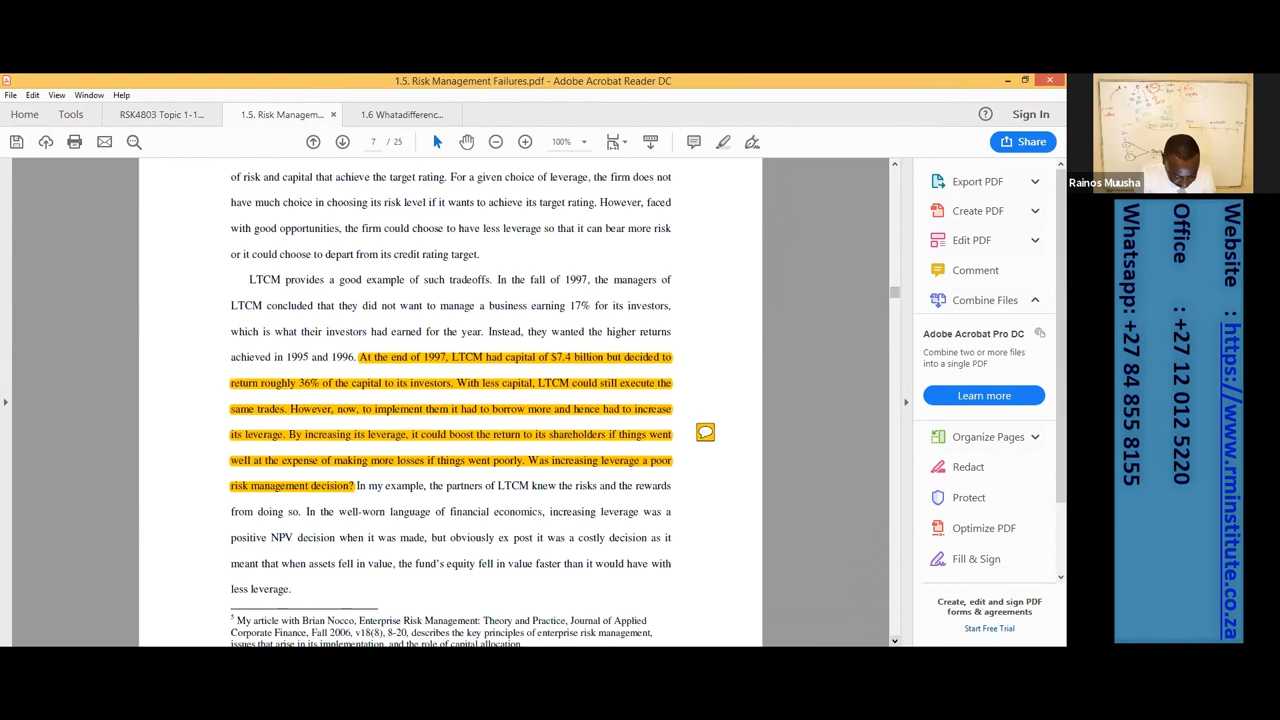 1.5. Risk Management Failures.pdf - Adobe Acrobat Reader DC
File Edit View Window Help
Home Tools RSK4803 Topic 1-1... 1.5. Risk Managem... × 1.6 Whatadifferenc... Sign In
7 / 25 100% Share
of risk and capital that achieve the target rating. For a given choice of leverage, the firm does not
have much choice in choosing its risk level if it wants to achieve its target rating. However, faced
with good opportunities, the firm could choose to have less leverage so that it can bear more risk
or it could choose to depart from its credit rating target.
LTCM provides a good example of such tradeoffs. In the fall of 1997, the managers of
LTCM concluded that they did not want to manage a business earning 17% for its investors,
which is what their investors had earned for the year. Instead, they wanted the higher returns
achieved in 1995 and 1996. At the end of 1997, LTCM had capital of $7.4 billion but decided to
return roughly 36% of the capital to its investors. With less capital, LTCM could still execute the
same trades. However, now, to implement them it had to borrow more and hence had to increase
its leverage. By increasing its leverage, it could boost the return to its shareholders if things went
well at the expense of making more losses if things went poorly. Was increasing leverage a poor
risk management decision? In my example, the partners of LTCM knew the risks and the rewards
from doing so. In the well-worn language of financial economics, increasing leverage was a
positive NPV decision when it was made, but obviously ex post it was a costly decision as it
meant that when assets fell in value, the fund's equity fell in value faster than it would have with
less leverage.
5 My article with Brian Nocco, Enterprise Risk Management: Theory and Practice, Journal of Applied
Corporate Finance, Fall 2006, v18(8), 8-20, describes the key principles of enterprise risk management,
issues that arise in its implementation, and the role of capital allocation.
Export PDF
Create PDF
Edit PDF
Comment
Combine Files
Adobe Acrobat Pro DC
Combine two or more files
into a single PDF
Learn more
Organize Pages
Redact
Protect
Optimize PDF
Fill & Sign
Create, edit and sign PDF
forms & agreements
Start Free Trial
Rainos Muusha
Website : https://www.rminstitute.co.za
Office : +27 12 012 5220
Whatsapp: +27 84 855 8155